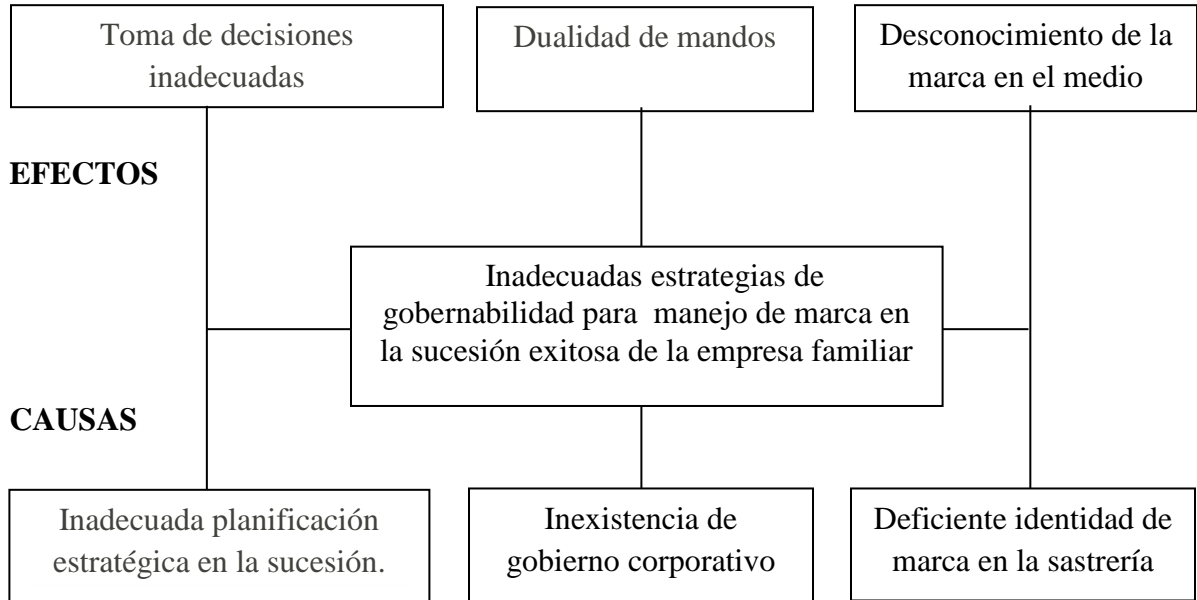 Toma de decisiones
inadecuadas
Dualidad de mandos
Desconocimiento de la
marca en el medio
EFECTOS
Inadecuadas estrategias de
gobernabilidad para  manejo de marca en
la sucesión exitosa de la empresa familiar
CAUSAS
Inadecuada planificación
estratégica en la sucesión.
Inexistencia de
gobierno corporativo
Deficiente identidad de
marca en la sastrería